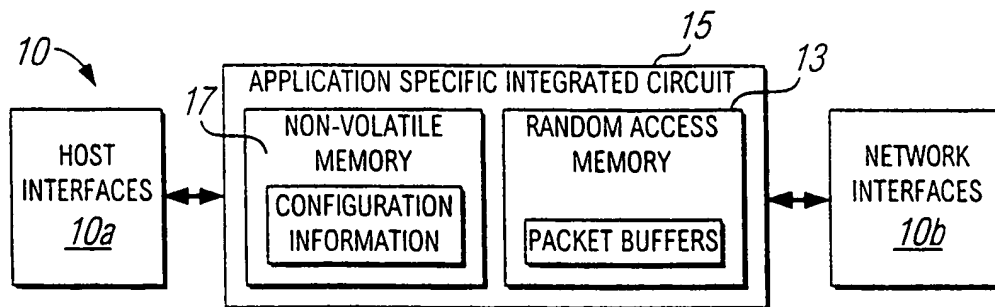 10
15
APPLICATION SPECIFIC INTEGRATED CIRCUIT
13
HOST
INTERFACES
10a
17
NON-VOLATILE
MEMORY
CONFIGURATION
INFORMATION
RANDOM ACCESS
MEMORY
PACKET BUFFERS
NETWORK
INTERFACES
10b